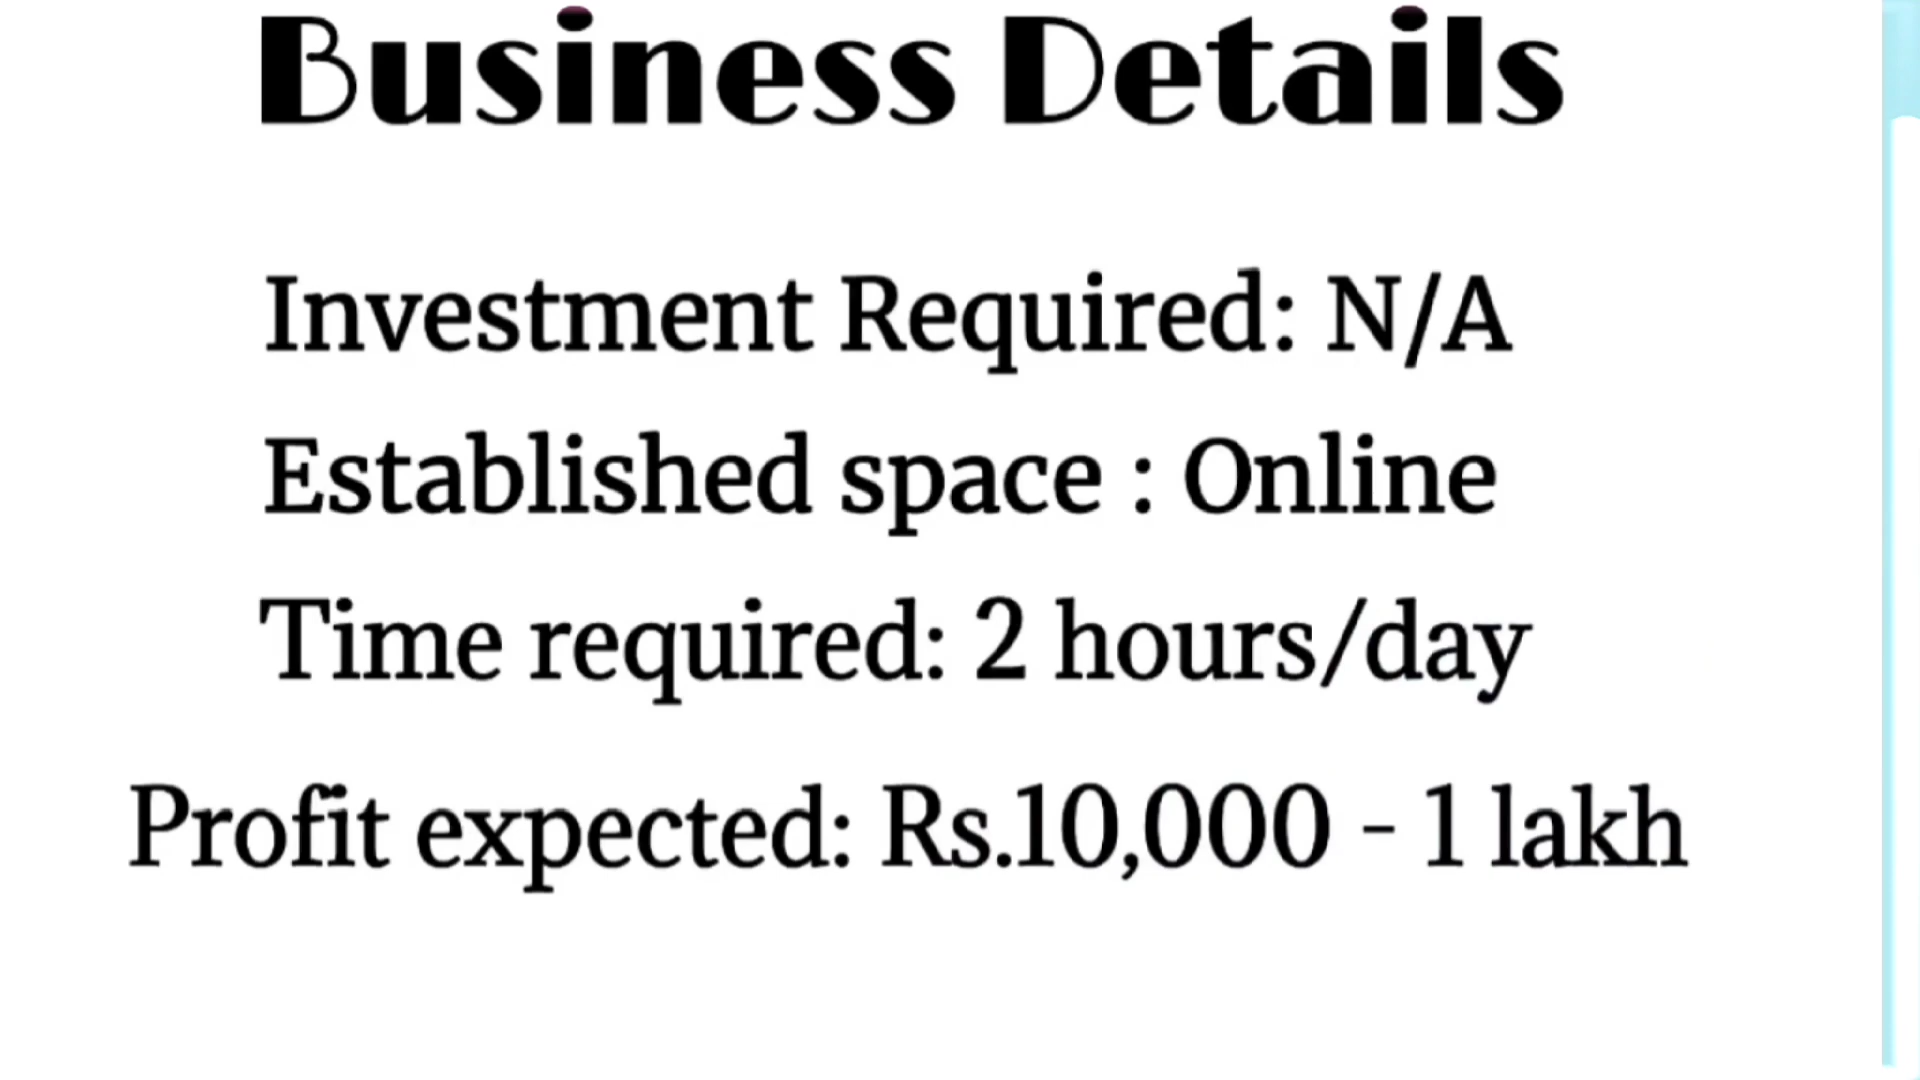 Business Details
Investment Required: N/A
Established space : Online
Time required: 2 hours/day
Profit expected: Rs.10,000 - 1 lakh